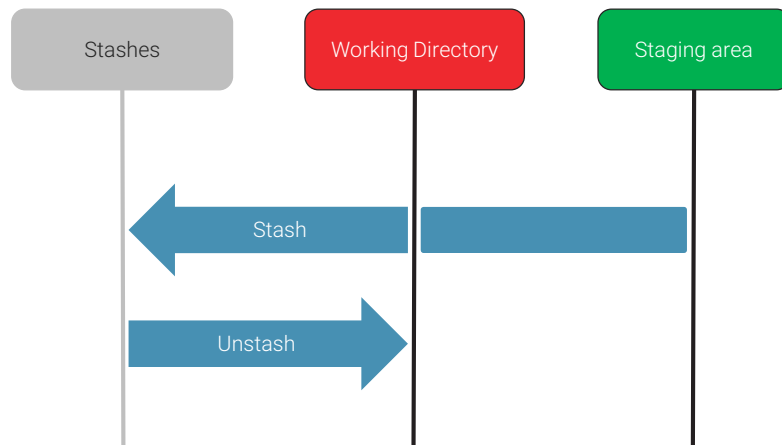 Stashes
Working Directory
Staging area
Stash
Unstash